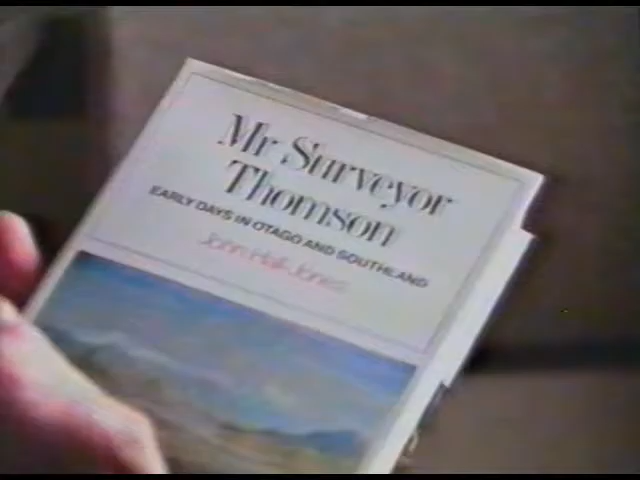 Mr Surveyor
Thomson
EARLY DAYS IN OTAGO AND SOUTHLAND
John Hall-Jones